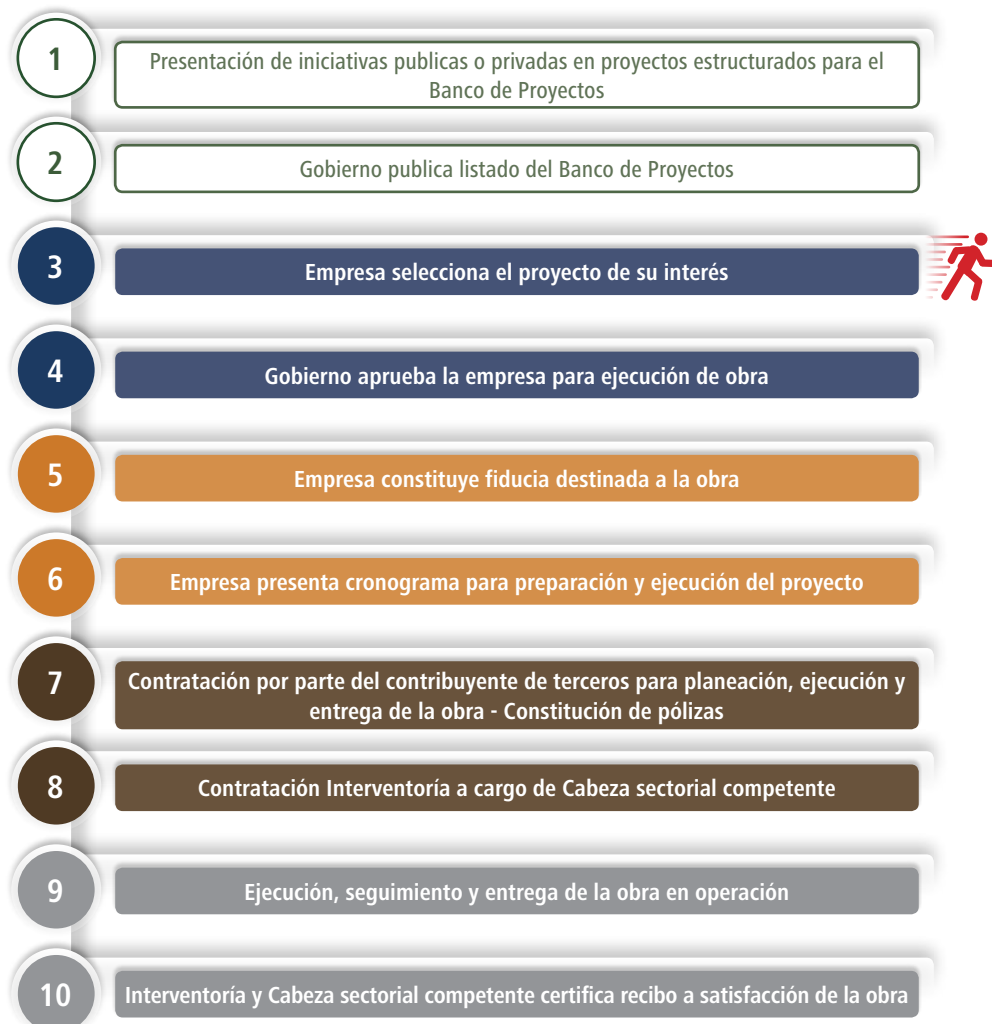 1
Presentación de iniciativas publicas o privadas en proyectos estructurados para el
Banco de Proyectos
2
Gobierno publica listado del Banco de Proyectos
3
Empresa selecciona el proyecto de su interés
4
Gobierno aprueba la empresa para ejecución de obra
5
Empresa constituye fiducia destinada a la obra
6
Empresa presenta cronograma para preparación y ejecución del proyecto
7
Contratación por parte del contribuyente de terceros para planeación, ejecución y
entrega de la obra - Constitución de pólizas
8
Contratación Interventoría a cargo de Cabeza sectorial competente
9
Ejecución, seguimiento y entrega de la obra en operación
10
Interventoría y Cabeza sectorial competente certifica recibo a satisfacción de la obra